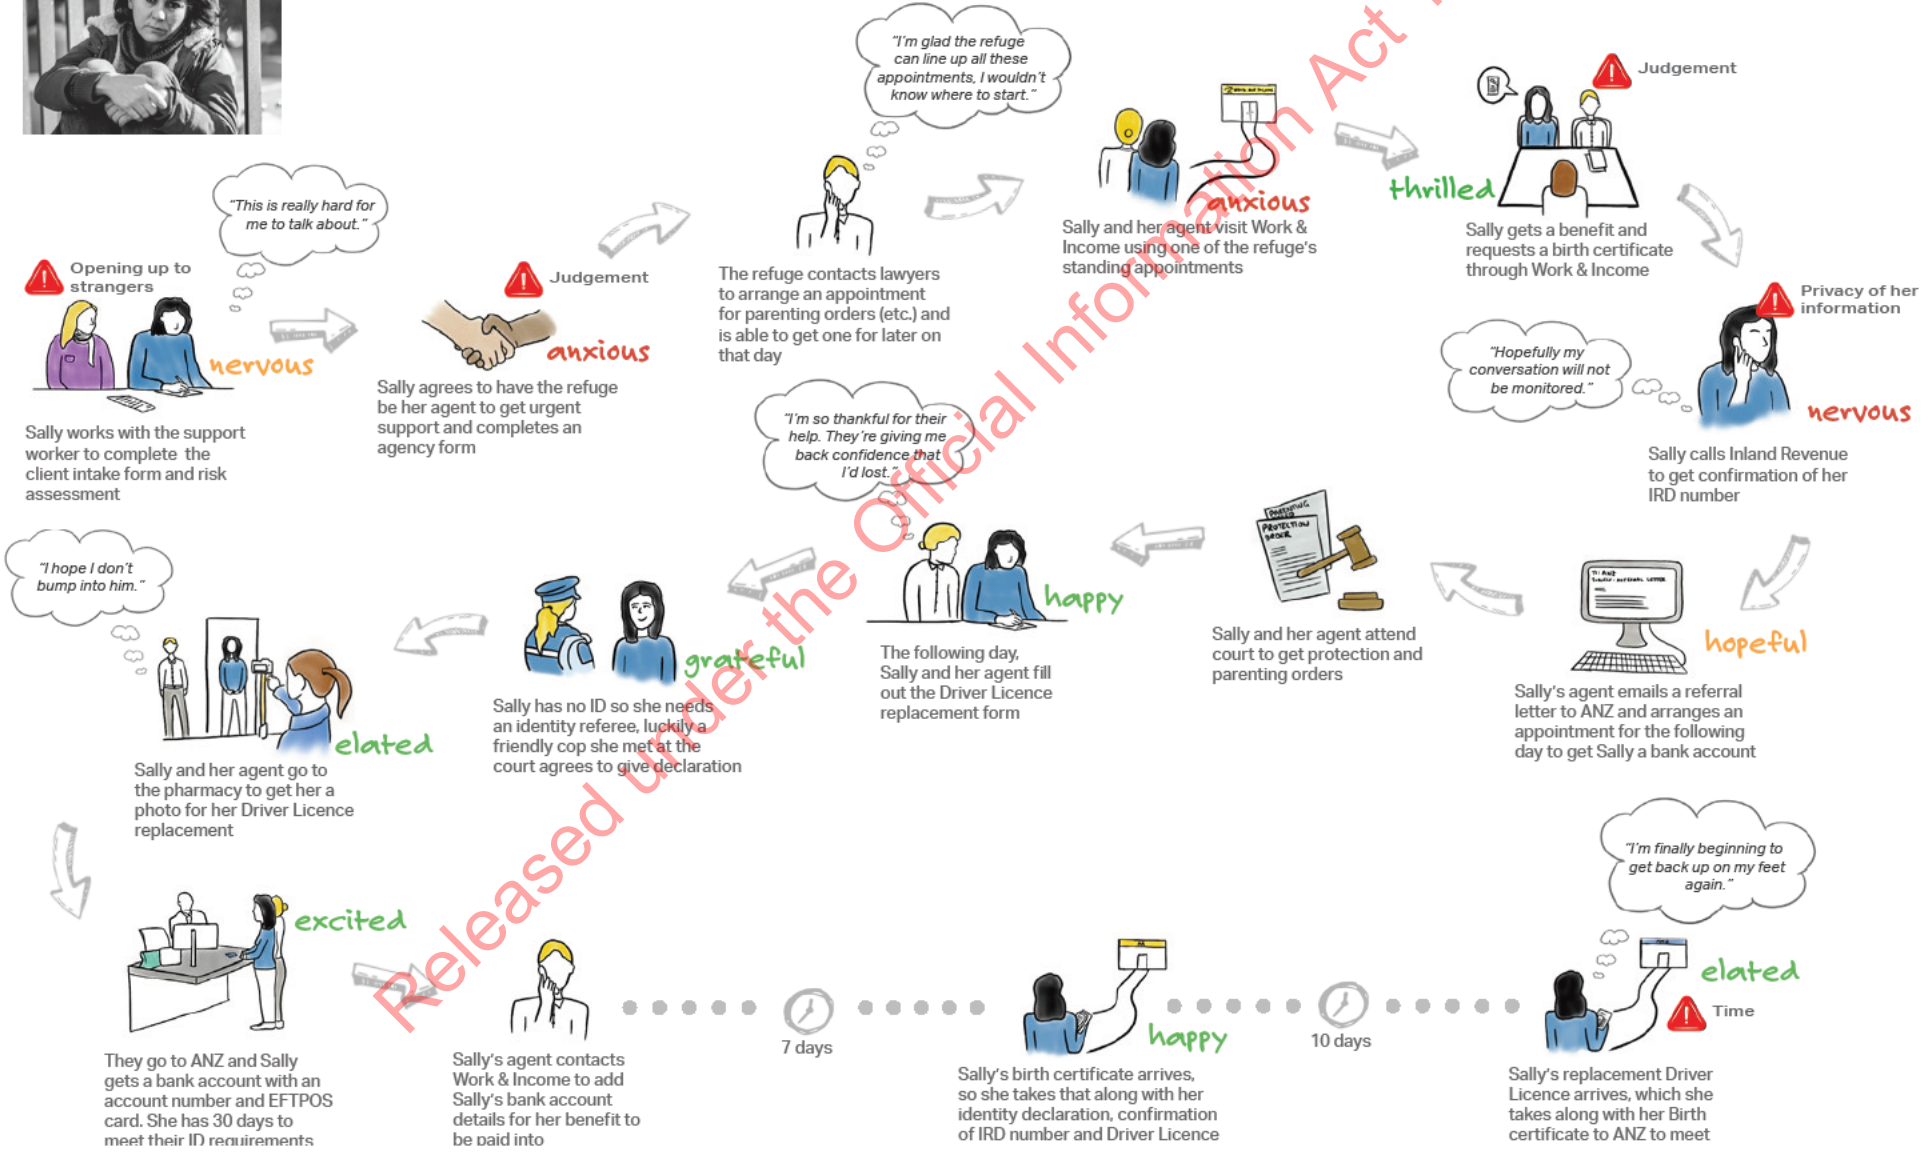 "This is really hard for
me to talk about."
Opening up to
strangers
nervous
Sally works with the support
worker to complete the
client intake form and risk
assessment
Judgement
anxious
Sally agrees to have the refuge
be her agent to get urgent
support and completes an
agency form
"I'm glad the refuge
can line up all these
appointments, I wouldn't
know where to start."
The refuge contacts lawyers
to arrange an appointment
for parenting orders (etc.) and
is able to get one for later on
that day
anxious
Sally and her agent visit Work &
Income using one of the refuge's
standing appointments
Judgement
thrilled
Sally gets a benefit and
requests a birth certificate
through Work & Income
Privacy of her
information
"Hopefully my
conversation will not
be monitored."
nervous
Sally calls Inland Revenue
to get confirmation of her
IRD number
TO: ANZ
hopeful
Sally's agent emails a referral
letter to ANZ and arranges an
appointment for the following
day to get Sally a bank account
PARENTING
PROTECTION
ORDER
Sally and her agent attend
court to get protection and
parenting orders
"I'm so thankful for their
help. They're giving me
back confidence that
I'd lost."
happy
The following day,
Sally and her agent fill
out the Driver Licence
replacement form
grateful
Sally has no ID so she needs
an identity referee, luckily a
friendly cop she met at the
court agrees to give declaration
"I hope I don't
bump into him."
elated
Sally and her agent go to
the pharmacy to get her a
photo for her Driver Licence
replacement
excited
They go to ANZ and Sally
gets a bank account with an
account number and EFTPOS
card. She has 30 days to
meet their ID requirements
Sally's agent contacts
Work & Income to add
Sally's bank account
details for her benefit to
be paid into
7 days
AA
happy
Sally's birth certificate arrives,
so she takes that along with her
identity declaration, confirmation
of IRD number and Driver Licence
10 days
"I'm finally beginning to
get back up on my feet
again."
ANZ
elated
Time
Sally's replacement Driver
Licence arrives, which she
takes along with her Birth
certificate to ANZ to meet
Released under the Official Information Act